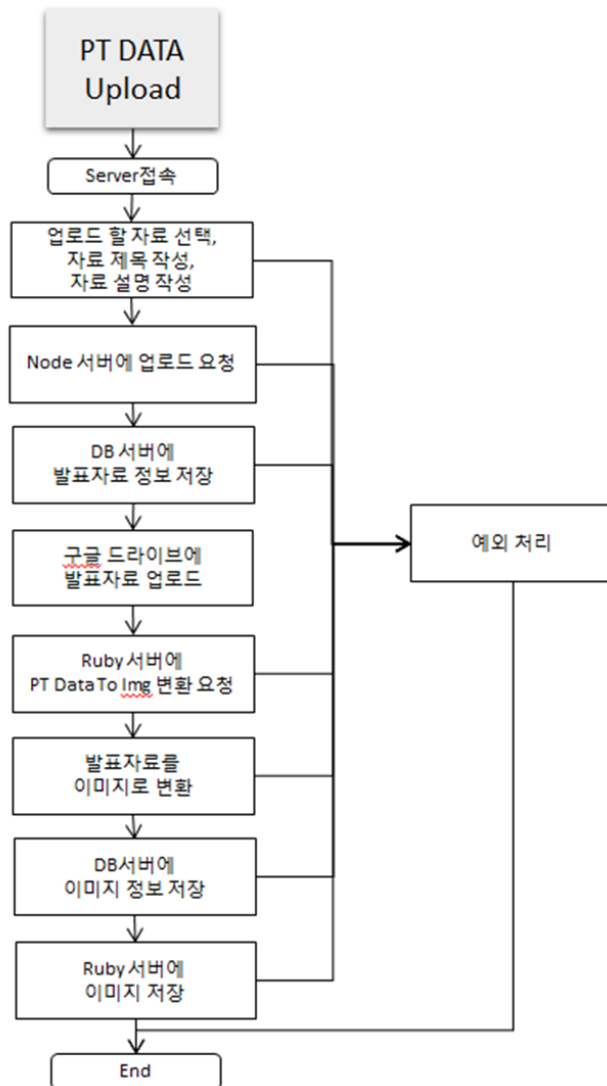 PT DATA
Upload
Server접속
업로드 할 자료 선택,
자료 제목 작성,
자료 설명 작성
Node 서버에 업로드 요청
DB 서버에
발표자료 정보 저장
예외 처리
구글 드라이브에
발표자료 업로드
Ruby 서버에
PT Data To Img 변환 요청
발표자료를
이미지로 변환
DB서버에
이미지 정보 저장
Ruby 서버에
이미지 저장
End